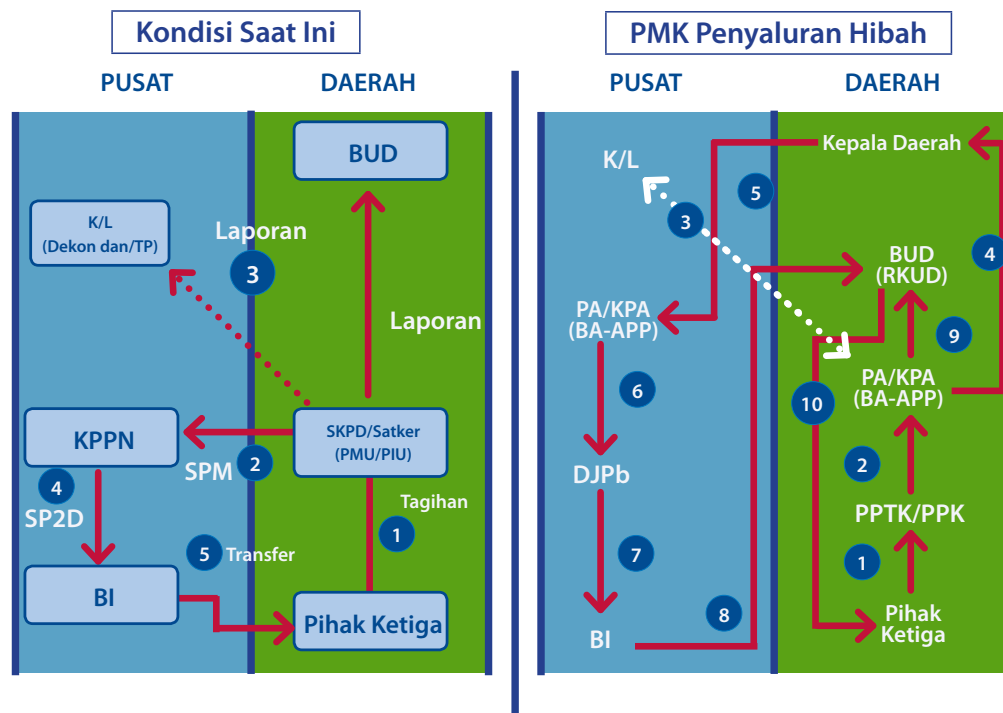 Kondisi Saat Ini
PUSAT
DAERAH
BUD
K/L
(Dekon dan/TP)
Laporan
3
Laporan
KPPN
SKPD/Satker
(PMU/PIU)
SPM
2
4
SP2D
Tagihan
1
5
Transfer
BI
Pihak Ketiga
PMK Penyaluran Hibah
PUSAT
DAERAH
K/L
Kepala Daerah
5
3
4
BUD
(RKUD)
PA/KPA
(BA-APP)
9
6
PA/KPA
(BA-APP)
10
2
DJPb
PPTK/PPK
7
1
8
BI
Pihak
Ketiga